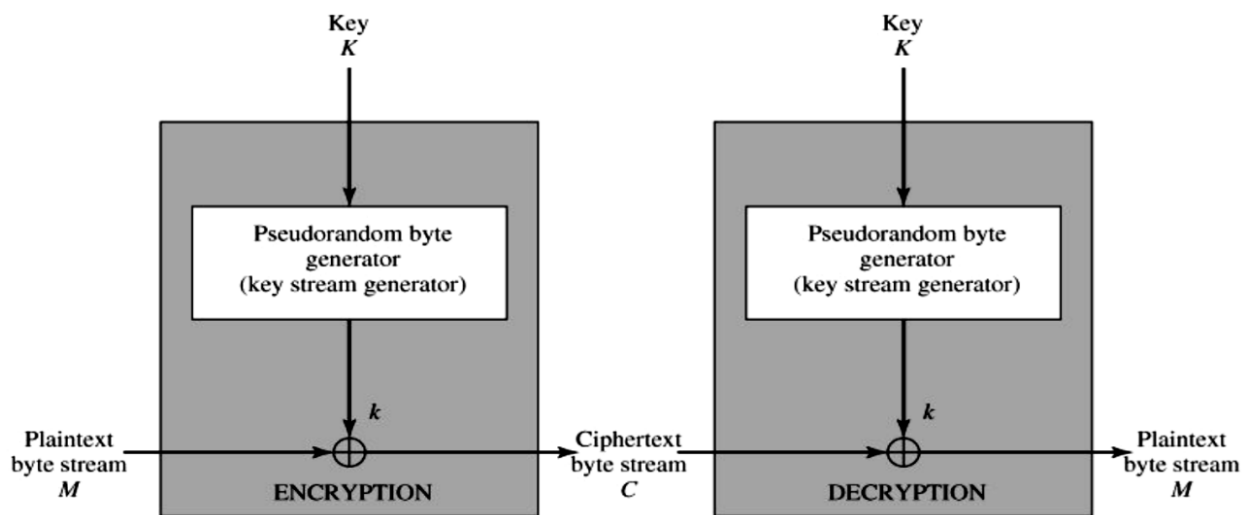 Key
K
Pseudorandom byte
generator
(key stream generator)
k
Plaintext
byte stream
M
ENCRYPTION
Ciphertext
byte stream
C
Key
K
Pseudorandom byte
generator
(key stream generator)
k
DECRYPTION
Plaintext
byte stream
M